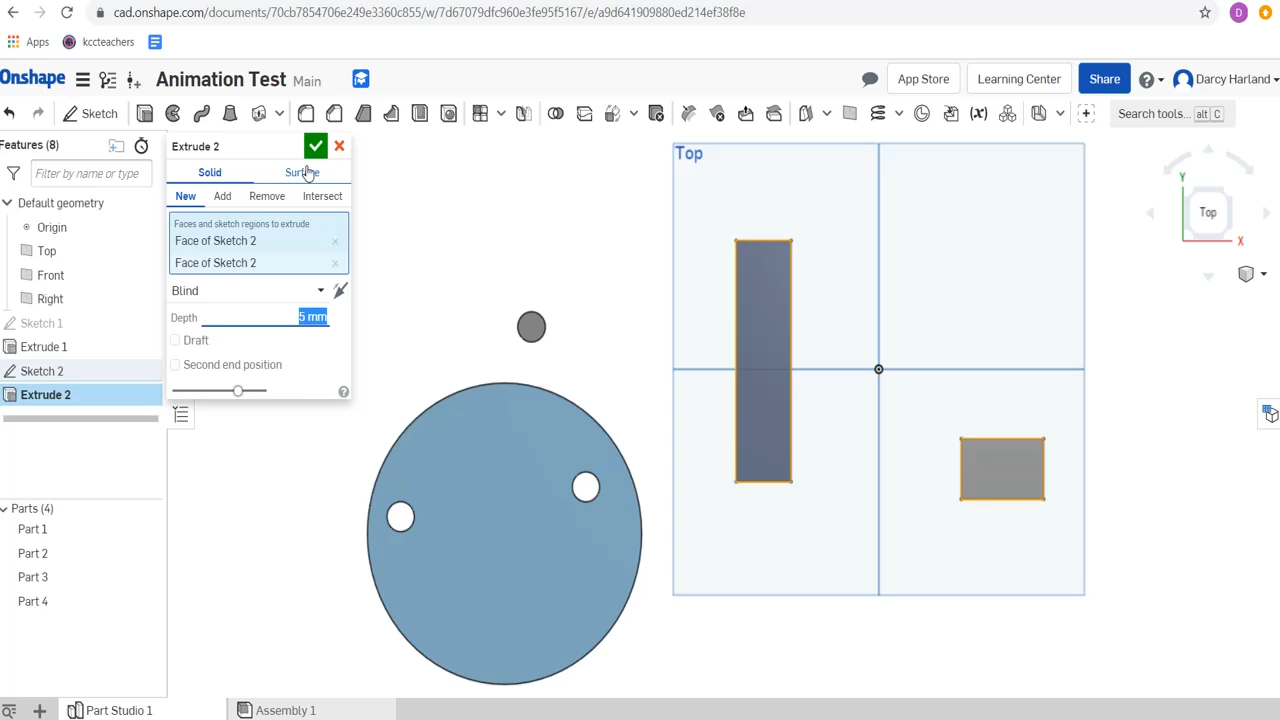 cad.onshape.com/documents/70cb7854706e249e3360c855/w/7d67079dfc960e3fe95f5167/e/a9d641909880ed214ef38f8e
D
Apps
kccteachers
Onshape
Animation Test
Main
App Store
Learning Center
Share
Darcy Harland
Sketch
Search tools...
alt
C
Features (8)
Filter by name or type
Default geometry
Origin
Top
Front
Right
Sketch 1
Extrude 1
Sketch 2
Extrude 2
Parts (4)
Part 1
Part 2
Part 3
Part 4
Extrude 2
Solid
New
Add
Remove
Intersect
Faces and sketch regions to extrude
Face of Sketch 2
Face of Sketch 2
Blind
Depth
5 mm
Draft
Second end position
Top
Y
Top
X
Part Studio 1
Assembly 1